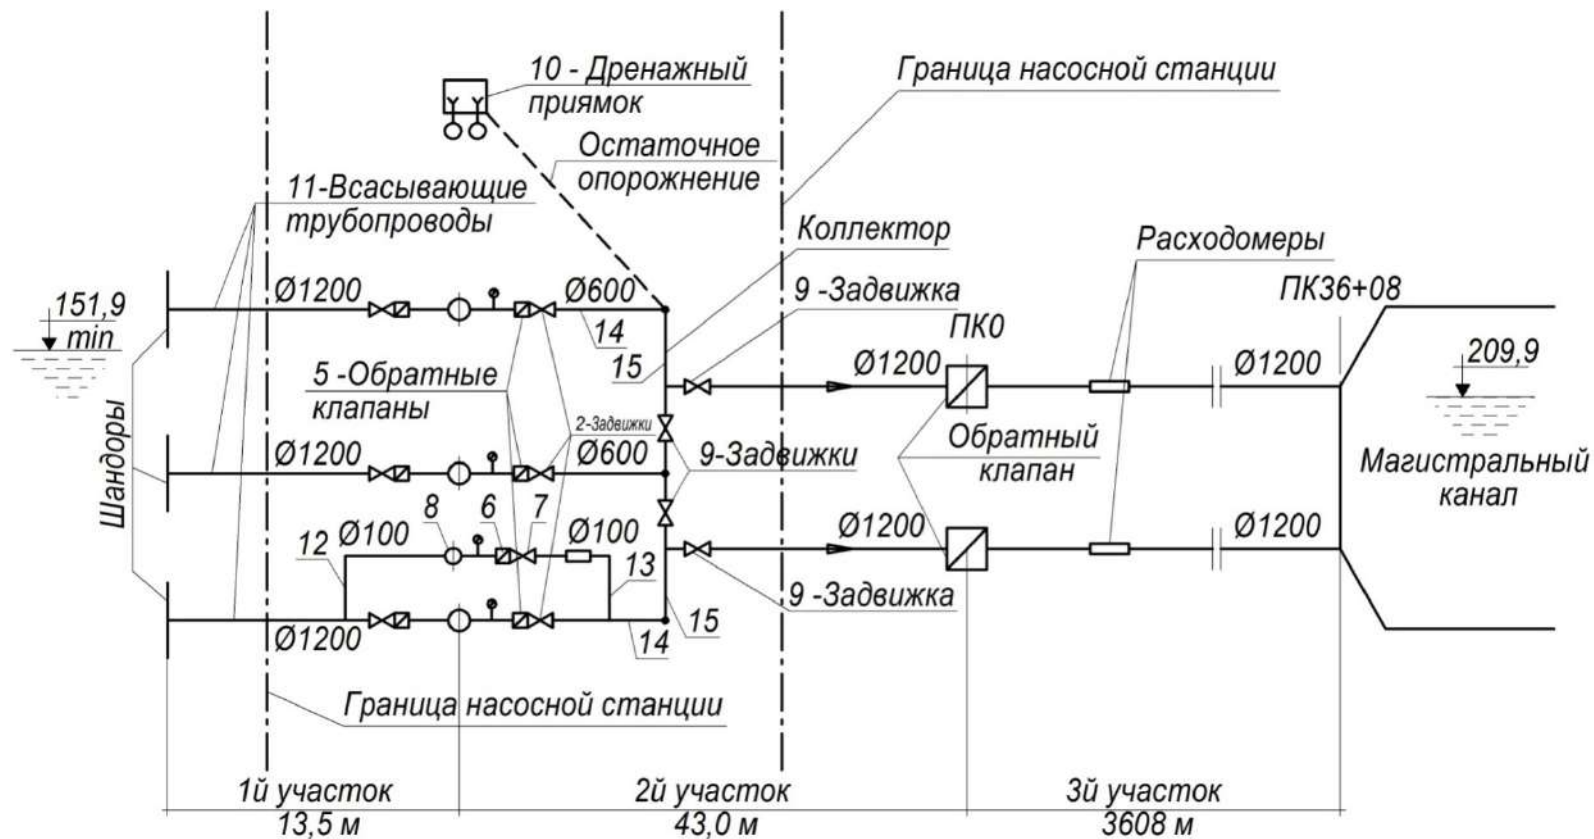 10 - Дренажный
приямок
Граница насосной станции
Остаточное
опорожнение
11-Всасывающие
трубопроводы
Коллектор
Расходомеры
Ø1200
Ø600
9 -Задвижка
ПК36+08
151,9
min
14
ПК0
15
Ø1200
Ø1200
209,9
5 -Обратные
клапаны
2-Задвижки
Ø1200
Ø600
9-Задвижки
Обратный
клапан
Магистральный
канал
Шандоры
8
6
7
Ø100
Ø100
Ø1200
Ø1200
12
13
9 -Задвижка
15
Ø1200
14
Граница насосной станции
1й участок
2й участок
3й участок
13,5 м
43,0 м
3608 м